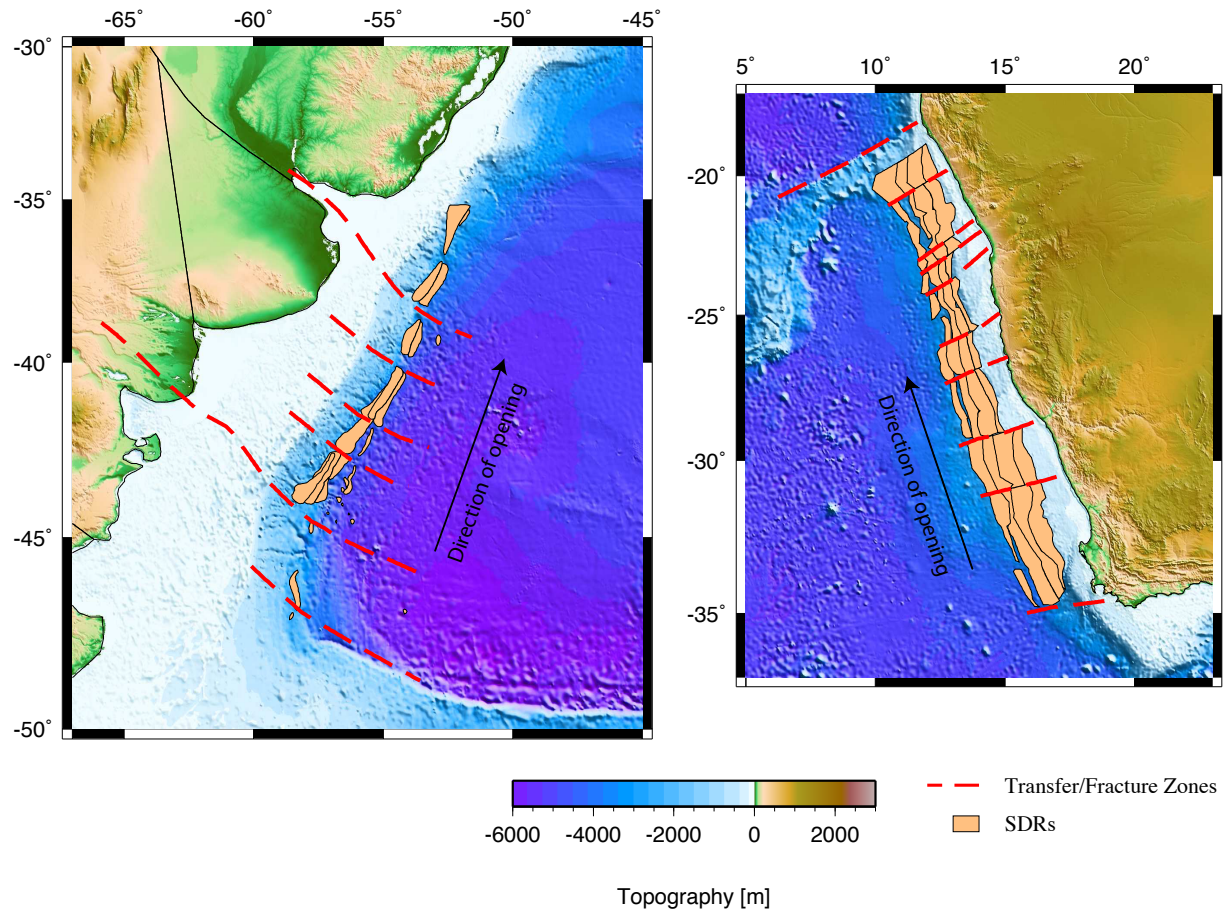 -65° -60° -55° -50° -45°
-30°
-35°
-40°
-45°
-50°
Direction of opening
5° 10° 15° 20°
-20°
-25°
-30°
-35°
Direction of opening
-6000 -4000 -2000 0 2000
Topography [m]
Transfer/Fracture Zones
SDRs